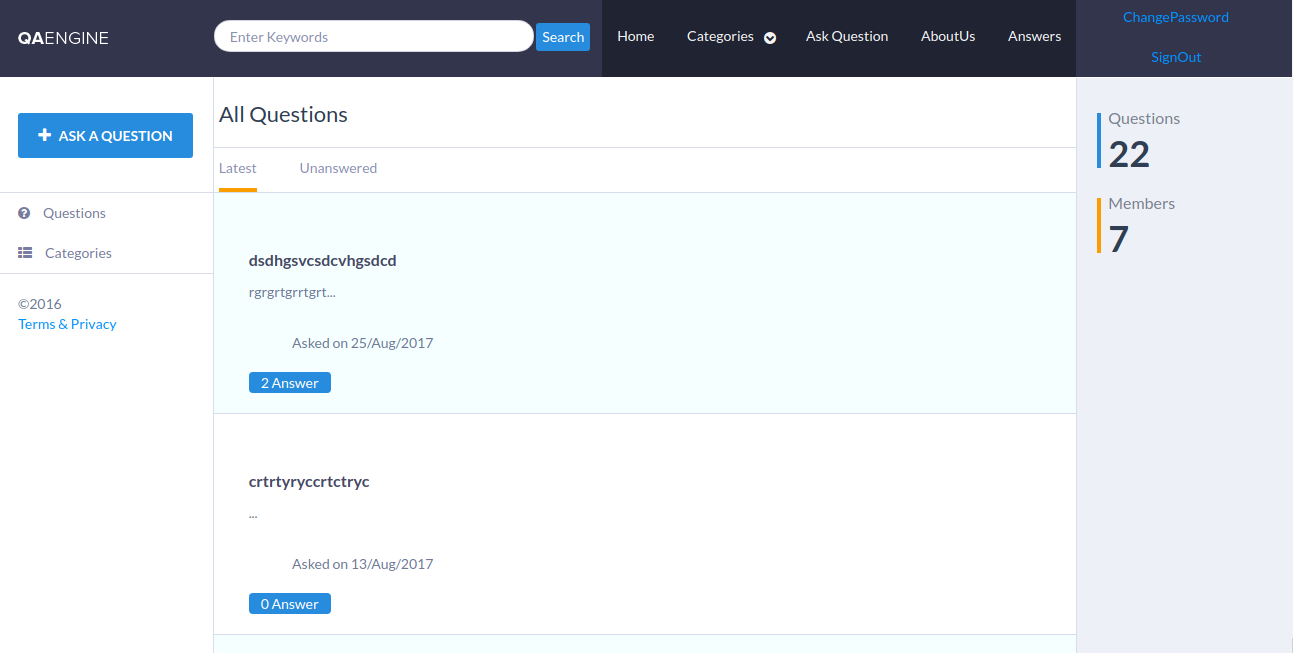 QAENGINE
Enter Keywords
Search
Home
Categories
Ask Question
AboutUs
Answers
ChangePassword
SignOut
ASK A QUESTION
Questions
Categories
©2016
Terms & Privacy
All Questions
Latest
Unanswered
dsdhgsvcsdcvhgsdcd
rgrgrtgrrtgrt...
Asked on 25/Aug/2017
2 Answer
crtrtyryccrtctryc
...
Asked on 13/Aug/2017
0 Answer
Questions
22
Members
7